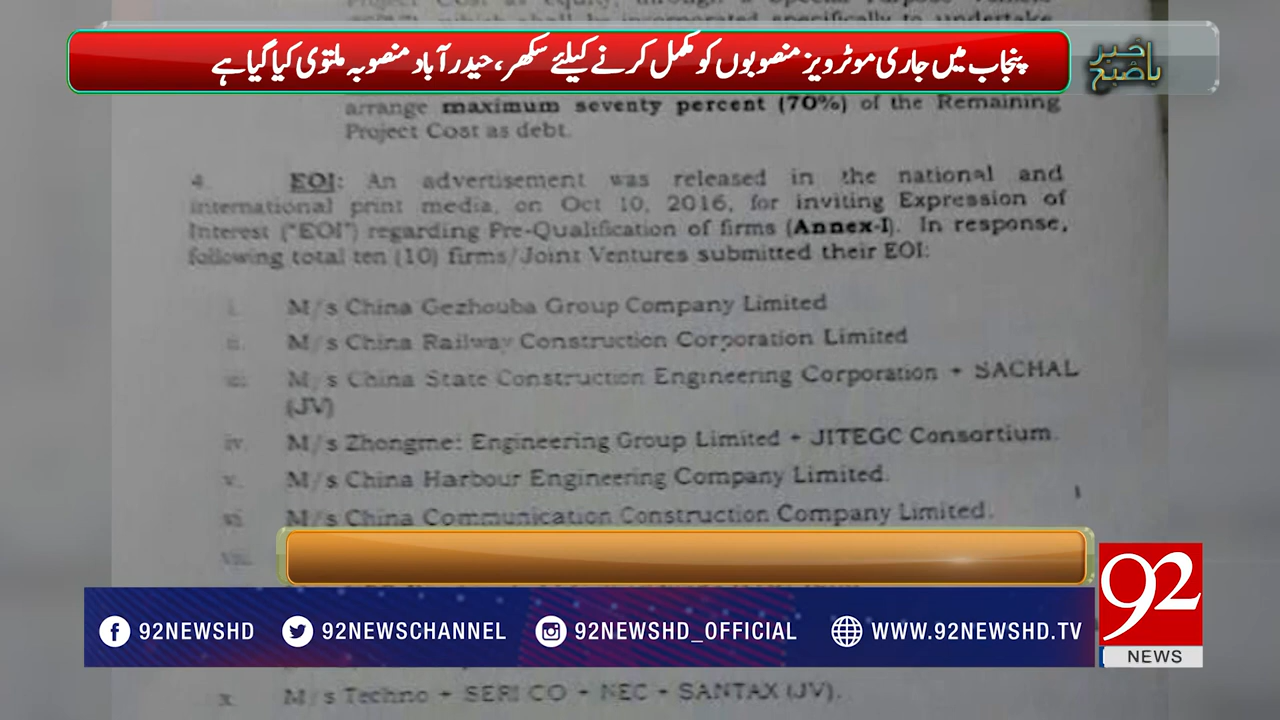 پنجاب میں جاری موٹرویز منصوبوں کو مکمل کرنے کیلئے سکھر، حیدرآباد منصوبہ ملتوی کیا گیا ہے
باخبر صبح
arrange maximum seventy percent (70%) of the Remaining
Project Cost as debt.
4. EOI: An advertisement was released in the national and
international print media, on Oct 10, 2016, for inviting Expression of
Interest ("EOI") regarding Pre-Qualification of firms (Annex-I). In response,
following total ten (10) firms/Joint Ventures submitted their EOI:
i. M/s China Gezhouba Group Company Limited
ii. M/s China Railway Construction Corporation Limited
iii. M/s China State Construction Engineering Corporation + SACHAL
(JV)
iv. M/s Zhongmei Engineering Group Limited + JITEGC Consortium.
v. M/s China Harbour Engineering Company Limited.
vi. M/s China Communication Construction Company Limited.
92NEWSHD 92NEWSCHANNEL 92NEWSHD_OFFICIAL WWW.92NEWSHD.TV
92
NEWS
x. M/s Techno + SERICO + NEC + SANTAX (JV).